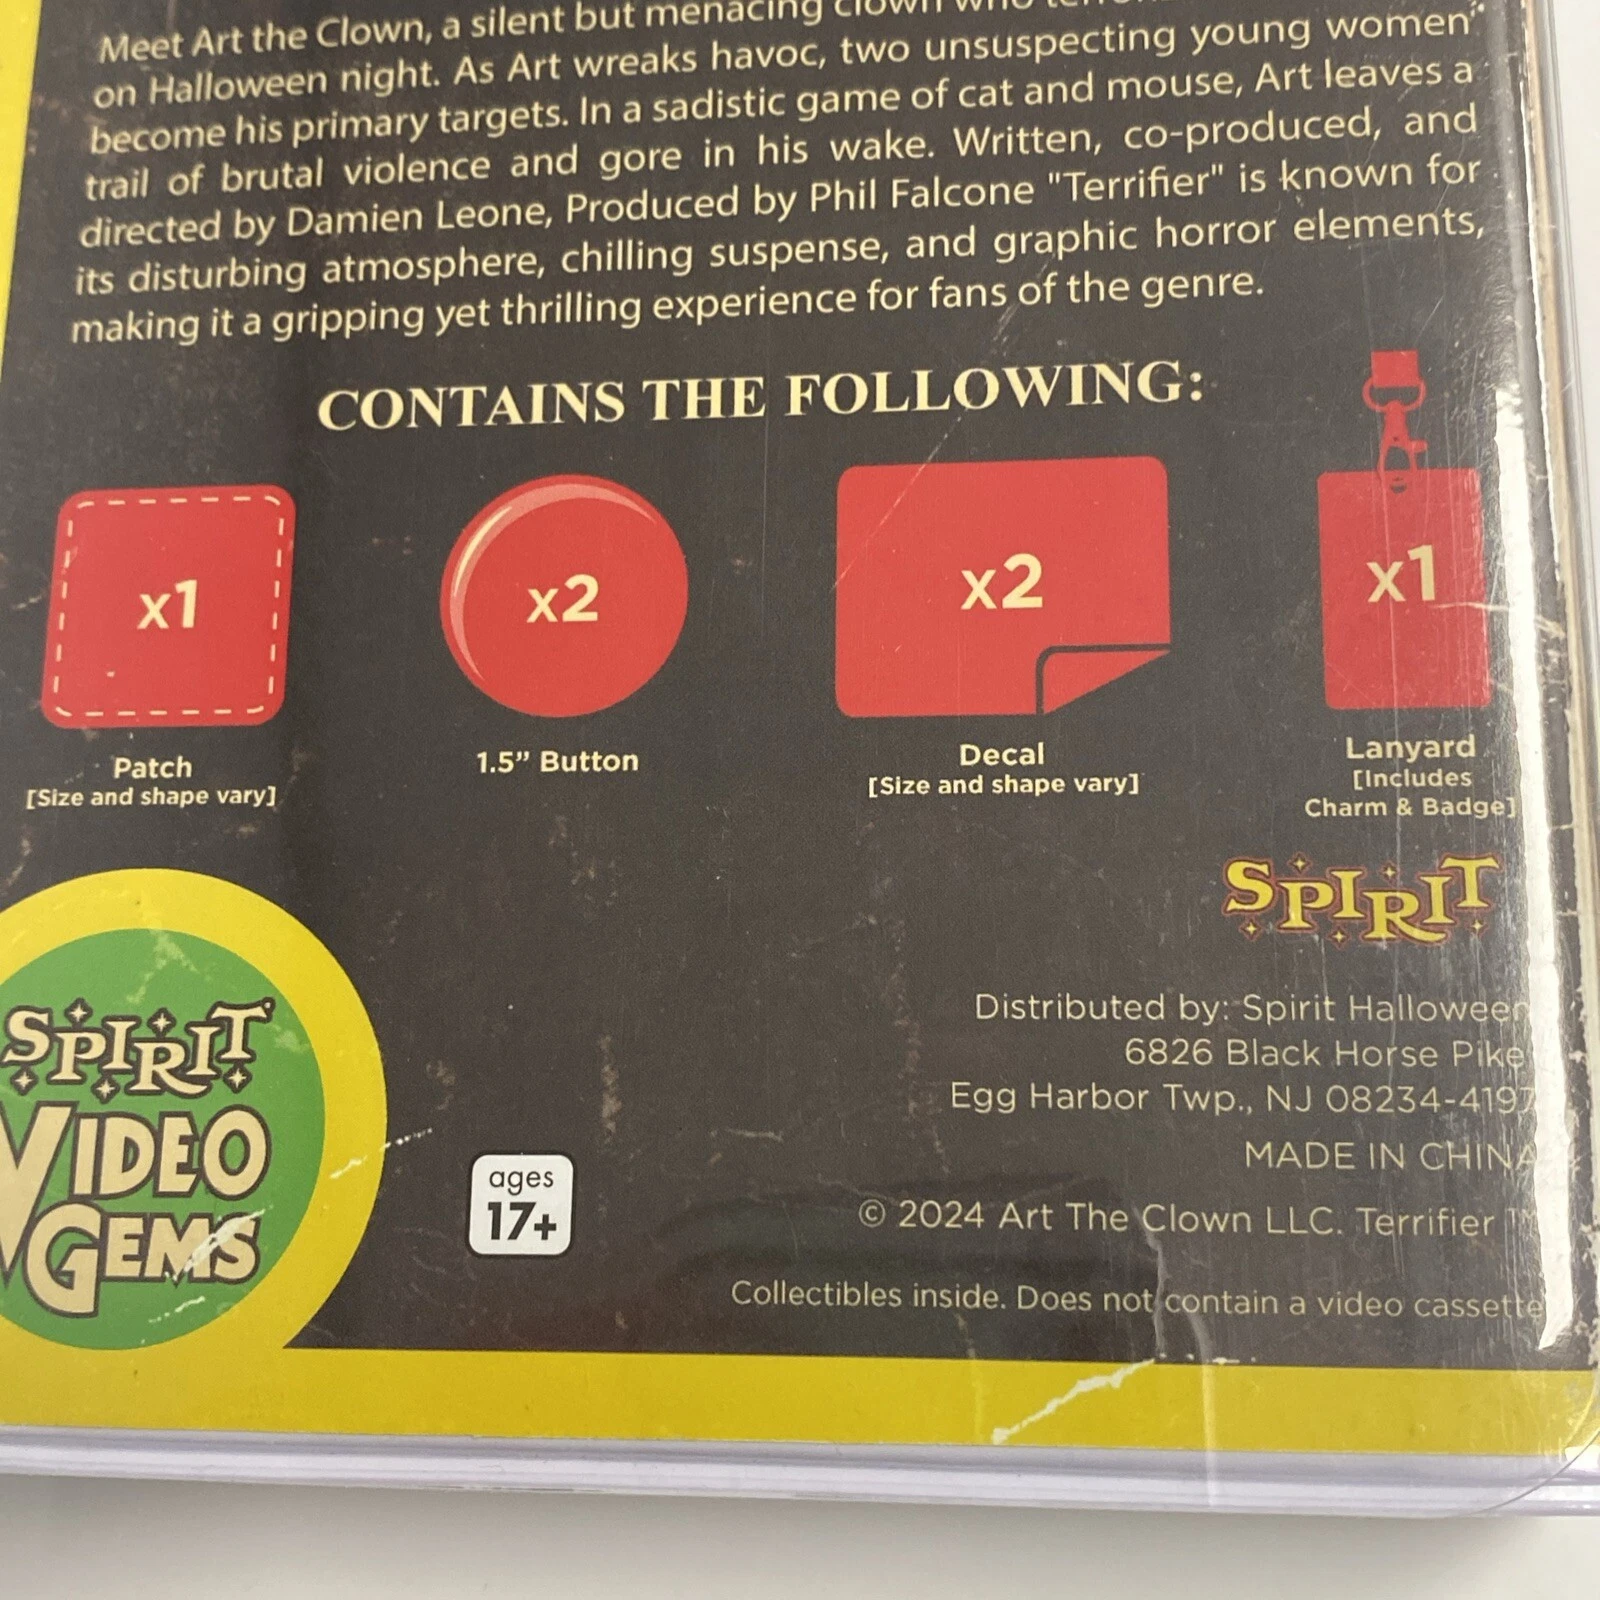 Meet Art the Clown, a silent but menacing clown who
on Halloween night. As Art wreaks havoc, two unsuspecting young women
become his primary targets. In a sadistic game of cat and mouse, Art leaves a
trail of brutal violence and gore in his wake. Written, co-produced, and
directed by Damien Leone, Produced by Phil Falcone "Terrifier" is known for
its disturbing atmosphere, chilling suspense, and graphic horror elements,
making it a gripping yet thrilling experience for fans of the genre.
CONTAINS THE FOLLOWING:
x1
x2
x2
x1
Patch
[Size and shape vary]
1.5” Button
Decal
[Size and shape vary]
Lanyard
[Includes
Charm & Badge]
SPIRIT
Distributed by: Spirit Halloween
6826 Black Horse Pike
Egg Harbor Twp., NJ 08234-4197
MADE IN CHINA
© 2024 Art The Clown LLC. Terrifier ™
Collectibles inside. Does not contain a video cassette
SPIRIT
VIDEO
GEMS
ages
17+